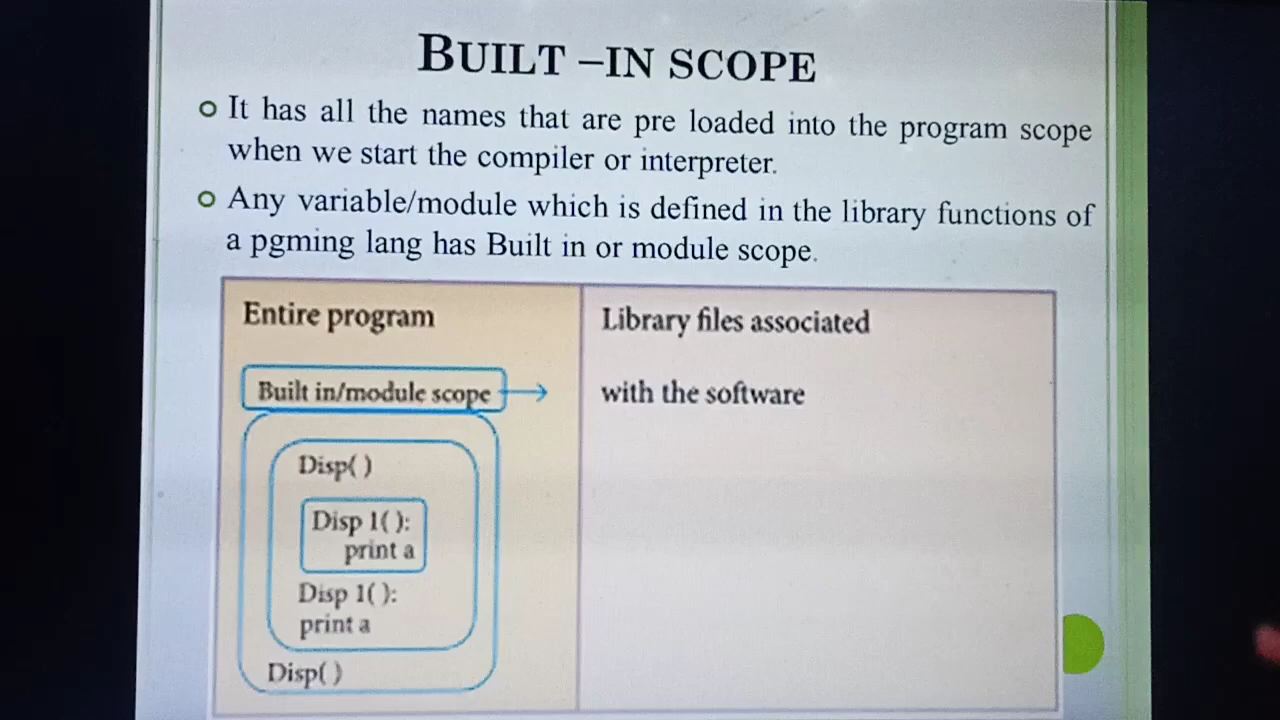 BUILT –IN SCOPE
It has all the names that are pre loaded into the program scope
when we start the compiler or interpreter.
Any variable/module which is defined in the library functions of
a pgming lang has Built in or module scope.
Entire program
Built in/module scope
Disp( )
Disp 1( ):
print a
Disp 1( ):
print a
Disp( )
Library files associated
with the software